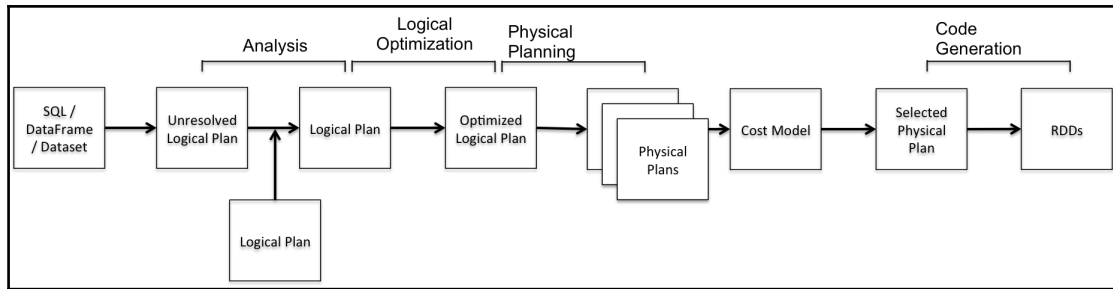 Analysis
Logical
Optimization
Physical
Planning
Code
Generation
SQL /
DataFrame
/ Dataset
Unresolved
Logical Plan
Logical Plan
Optimized
Logical Plan
Physical
Plans
Cost Model
Selected
Physical
Plan
RDDs
Logical Plan